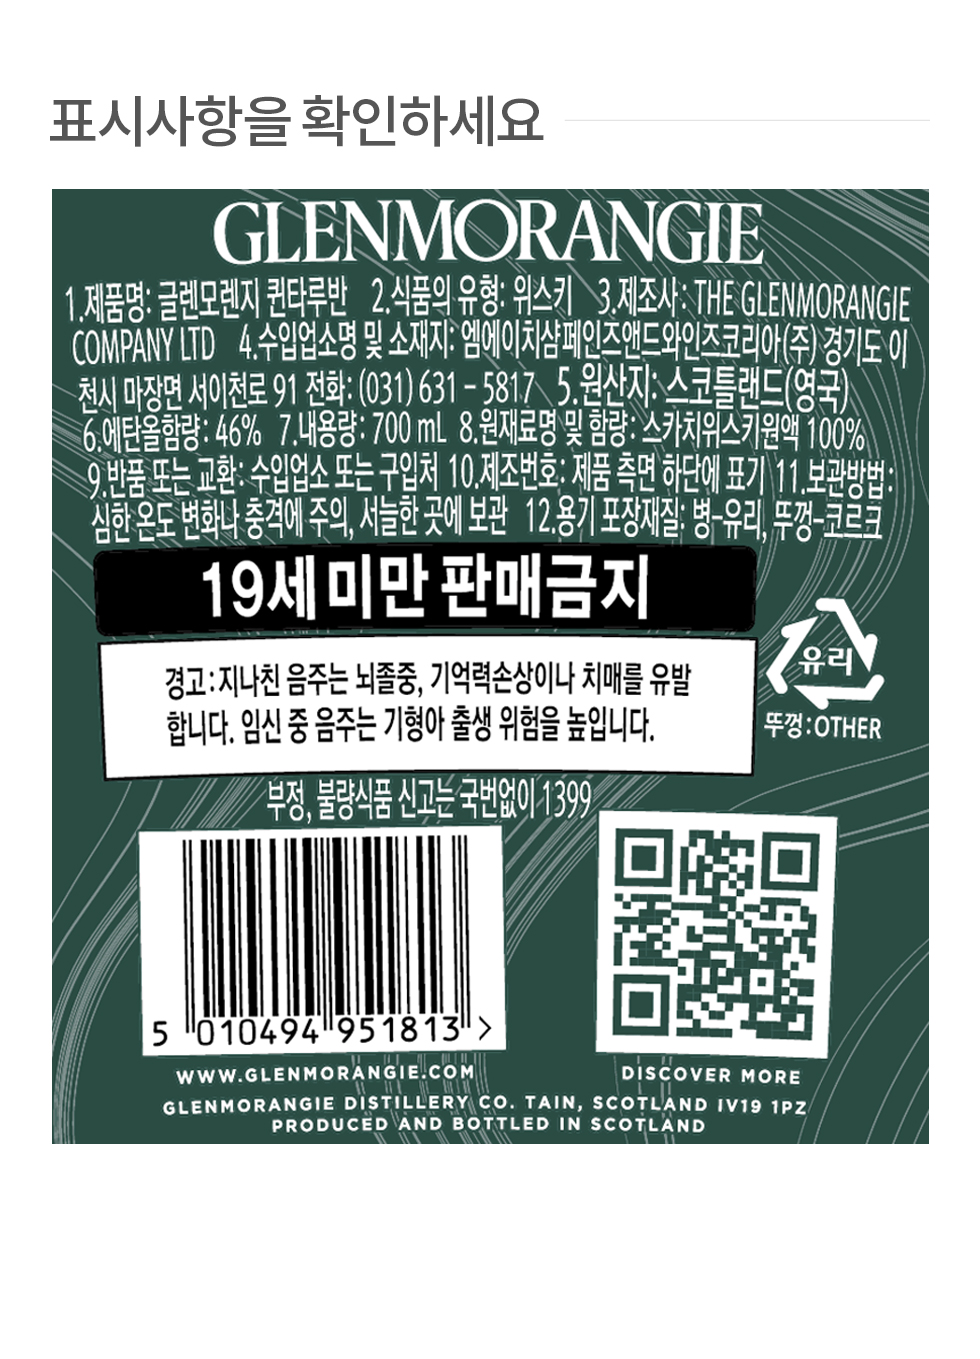 표시사항을 확인하세요
GLENMORANGIE
1.제품명: 글렌모렌지 퀸타루반 2.식품의 유형: 위스키 3.제조사: THE GLENMORANGIE
COMPANY LTD 4.수입업소명 및 소재지: 엠에이치샴페인즈앤드와인즈코리아(주) 경기도 이
천시 마장면 서이천로 91 전화: (031) 631 - 5817 5.원산지: 스코틀랜드(영국)
6.에탄올함량: 46% 7.내용량: 700 mL 8.원재료명 및 함량: 스카치위스키원액 100%
9.반품 또는 교환: 수입업소 또는 구입처 10.제조번호: 제품 측면 하단에 표기 11.보관방법:
심한 온도 변화나 충격에 주의, 서늘한 곳에 보관 12.용기 포장재질: 병-유리, 뚜껑-코르크
19세 미만 판매금지
경고:지나친 음주는 뇌졸중, 기억력손상이나 치매를 유발
합니다. 임신 중 음주는 기형아 출생 위험을 높입니다.
유리
뚜껑:OTHER
부정, 불량식품 신고는 국번없이 1399
5 010494 951813 >
WWW.GLENMORANGIE.COM
DISCOVER MORE
GLENMORANGIE DISTILLERY CO. TAIN, SCOTLAND IV19 1PZ
PRODUCED AND BOTTLED IN SCOTLAND